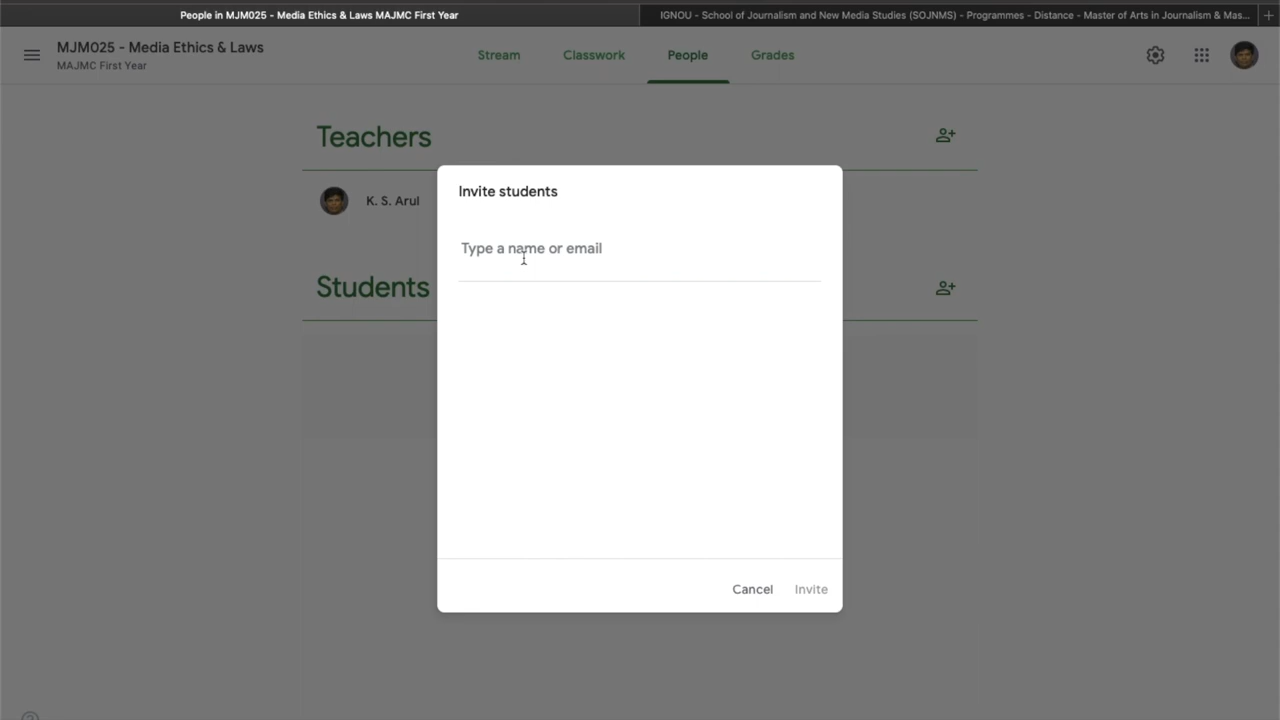 People in MJM025 - Media Ethics & Laws MAJMC First Year
IGNOU - School of Journalism and New Media Studies (SOJNMS) - Programmes - Distance - Master of Arts in Journalism & Mas...
MJM025 - Media Ethics & Laws
MAJMC First Year
Stream
Classwork
People
Grades
Teachers
K. S. Arul
Students
Invite students
Type a name or email
Cancel
Invite